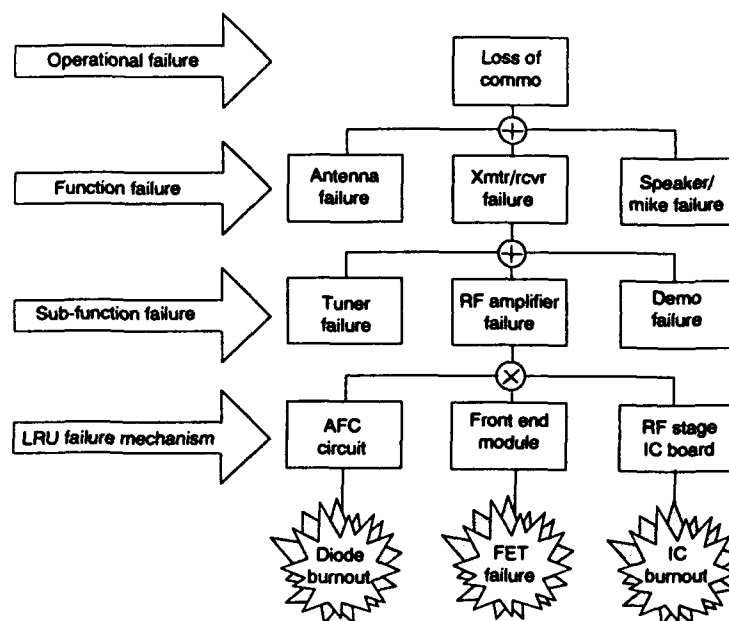 Operational failure
Loss of
commo
Function failure
Antenna
failure
Xmtr/rcvr
failure
Speaker/
mike failure
Sub-function failure
Tuner
failure
RF amplifier
failure
Demo
failure
LRU failure mechanism
AFC
circuit
Front end
module
RF stage
IC board
Diode
burnout
FET
failure
IC
burnout